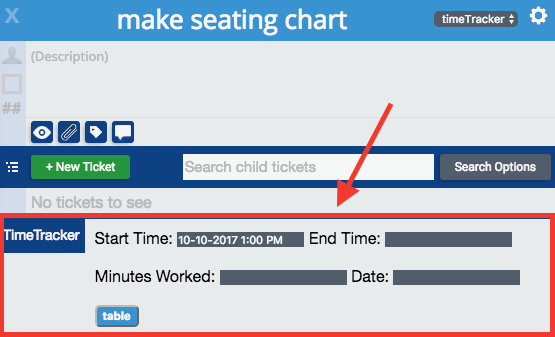 X make seating chart timeTracker
(Description)
##
+ New Ticket Search child tickets Search Options
No tickets to see
TimeTracker
Start Time: 10-10-2017 1:00 PM End Time:
Minutes Worked: Date:
table